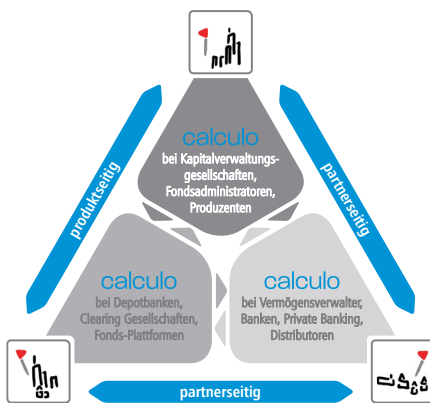 calculo
bei Kapitalverwaltungs-
gesellschaften,
Fondsadministratoren,
Produzenten
produktseitig
partnerseitig
calculo
bei Depotbanken,
Clearing Gesellschaften,
Fonds-Plattformen
calculo
bei Vermögensverwalter,
Banken, Private Banking,
Distributoren
partnerseitig